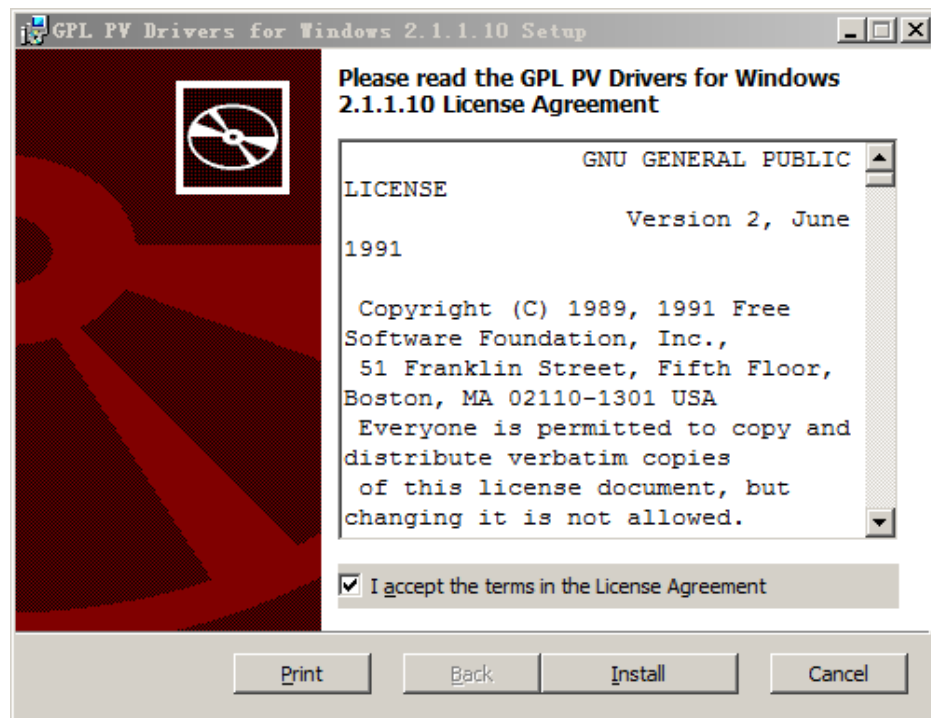 GPL PV Drivers for Windows 2.1.1.10 Setup
Please read the GPL PV Drivers for Windows
2.1.1.10 License Agreement
GNU GENERAL PUBLIC
LICENSE
Version 2, June
1991
Copyright (C) 1989, 1991 Free
Software Foundation, Inc.,
51 Franklin Street, Fifth Floor,
Boston, MA 02110-1301 USA
Everyone is permitted to copy and
distribute verbatim copies
of this license document, but
changing it is not allowed.
I accept the terms in the License Agreement
Print
Back
Install
Cancel